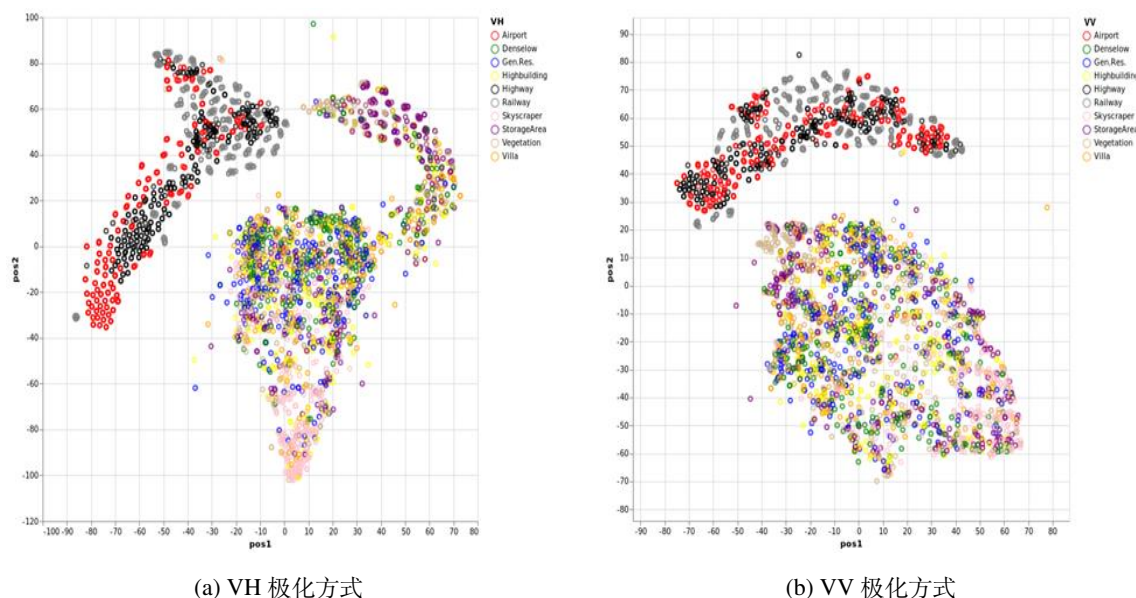 VH
Airport
Denselow
Gen.Res.
Highbuilding
Highway
Railway
Skyscraper
StorageArea
Vegetation
Villa
100
80
60
40
20
0
-20
-40
-60
-80
-100
-120
pos2
-100 -90 -80 -70 -60 -50 -40 -30 -20 -10 0 10 20 30 40 50 60 70 80
pos1
(a) VH 极化方式
VV
Airport
Denselow
Gen.Res.
Highbuilding
Highway
Railway
Skyscraper
StorageArea
Vegetation
Villa
90
80
70
60
50
40
30
20
10
0
-10
-20
-30
-40
-50
-60
-70
-80
pos2
-90 -80 -70 -60 -50 -40 -30 -20 -10 0 10 20 30 40 50 60 70 80
pos1
(b) VV 极化方式